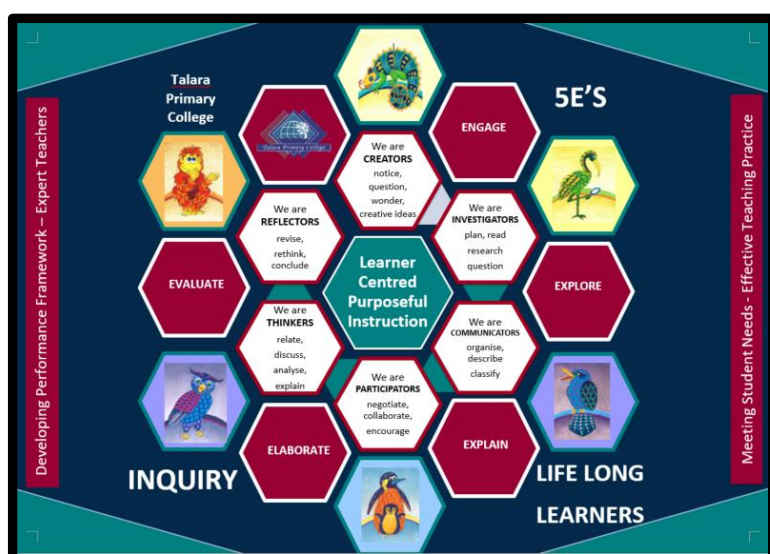 Talara
Primary
College
5E'S
Developing Performance Framework – Expert Teachers
Meeting Student Needs - Effective Teaching Practice
Talara Primary College
ENGAGE
We are
CREATORS
notice,
question,
wonder,
creative ideas
We are
REFLECTORS
revise,
rethink,
conclude
We are
INVESTIGATORS
plan, read
research
question
EVALUATE
Learner
Centred
Purposeful
Instruction
EXPLORE
We are
THINKERS
relate,
discuss,
analyse,
explain
We are
COMMUNICATORS
organise,
describe
classify
We are
PARTICIPATORS
negotiate,
collaborate,
encourage
ELABORATE
EXPLAIN
INQUIRY
LIFE LONG
LEARNERS